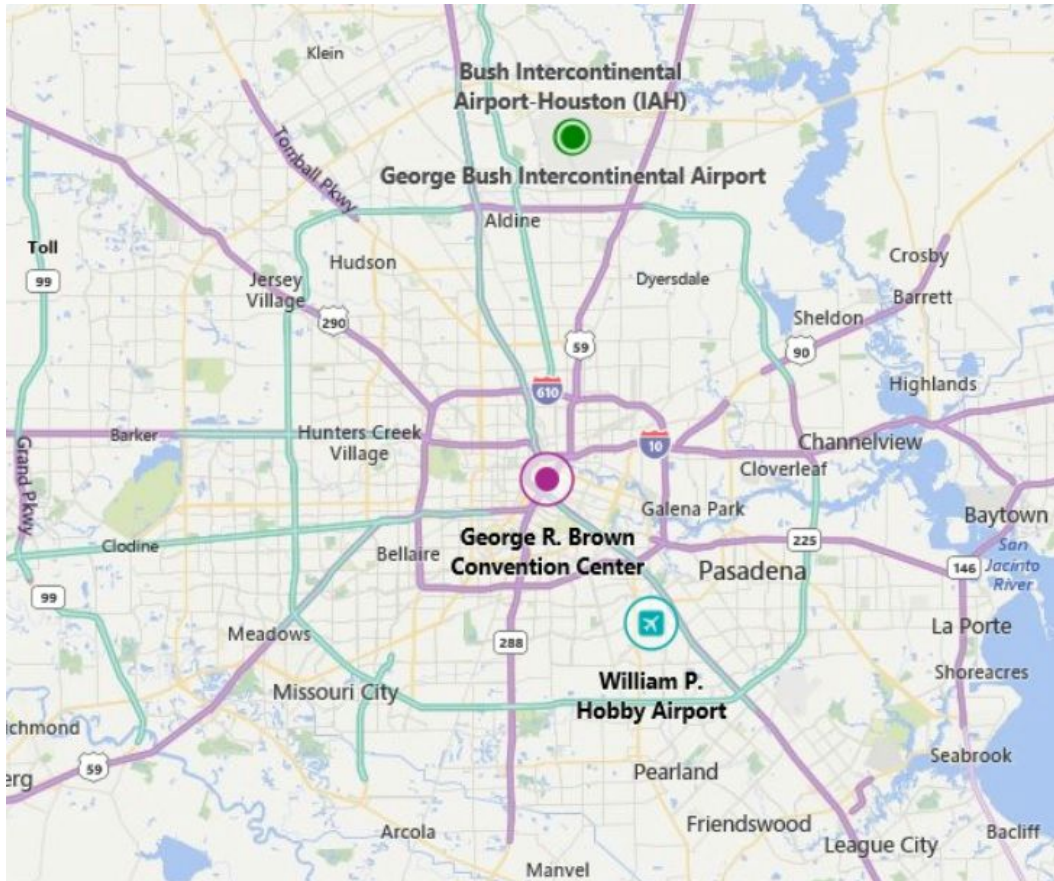 Klein
Bush Intercontinental
Airport-Houston (IAH)
Tomball Pkwy
George Bush Intercontinental Airport
Aldine
Toll
99
Hudson
Jersey
Village
Dyersdale
Crosby
Barrett
Sheldon
290
59
90
610
Highlands
Barker
Hunters Creek
Village
10
Channelview
Cloverleaf
Grand Pkwy
Galena Park
Baytown
George R. Brown
Convention Center
Clodine
Bellaire
225
San
Jacinto
River
146
Pasadena
99
Meadows
288
La Porte
Shoreacres
Missouri City
William P.
Hobby Airport
ichmond
Seabrook
59
erg
Pearland
Arcola
Friendswood
League City
Bacliff
Manvel